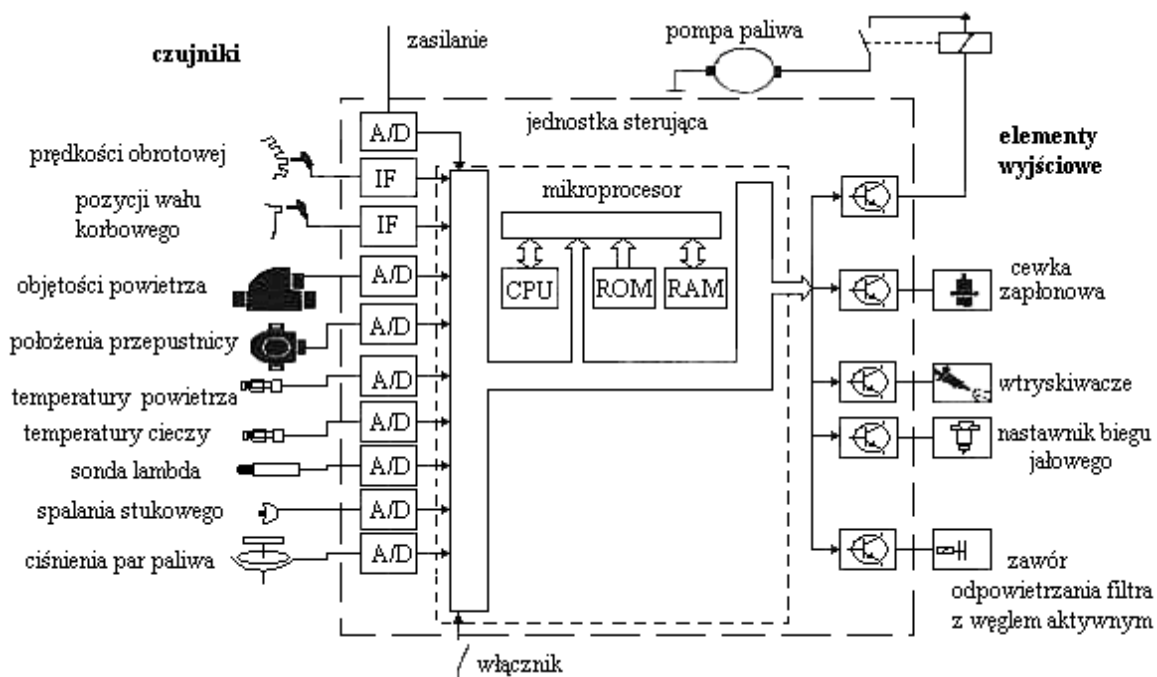 czujniki
zasilanie
pompa paliwa
jednostka sterująca
elementy
wyjściowe
prędkości obrotowej
pozycji wału
korbowego
objętości powietrza
położenia przepustnicy
temperatury powietrza
temperatury cieczy
sonda lambda
spalania stukowego
ciśnienia par paliwa
A/D
IF
IF
A/D
A/D
A/D
A/D
A/D
A/D
A/D
mikroprocesor
CPU
ROM
RAM
włącznik
cewka
zapłonowa
wtryskiwacze
nastawnik biegu
jałowego
zawór
odpowietrzania filtra
z węglem aktywnym